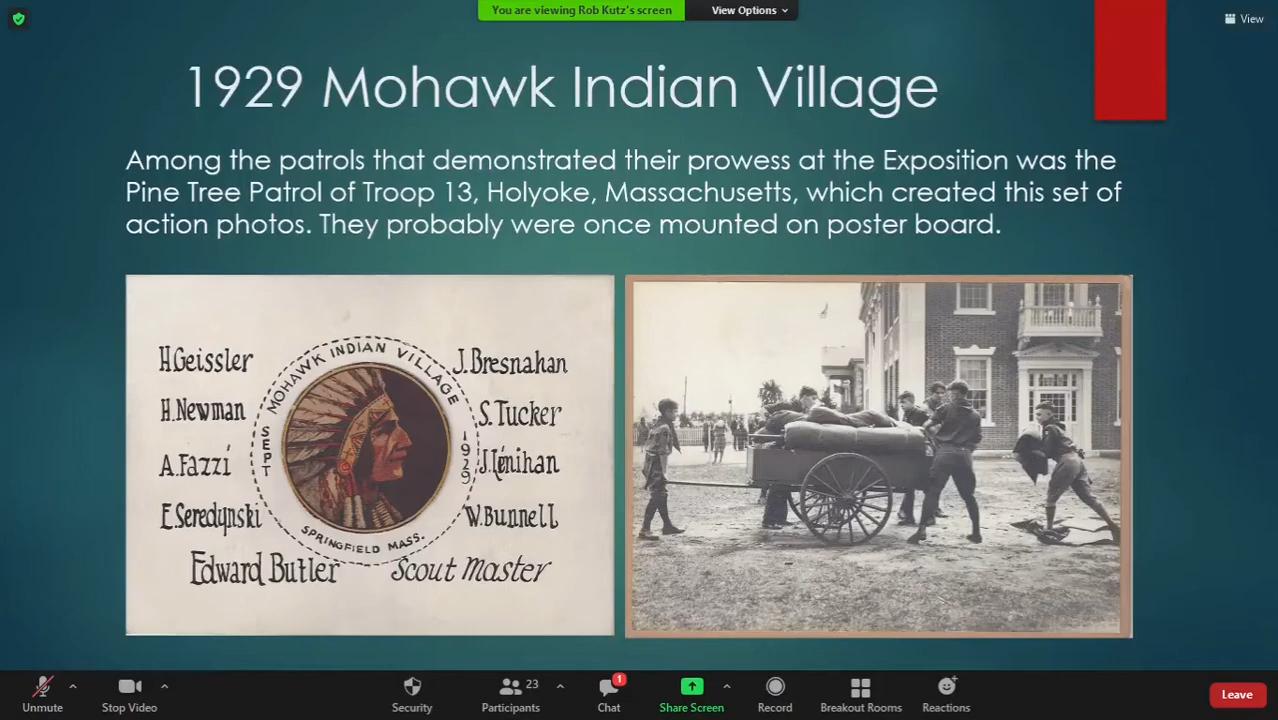 You are viewing Rob Kutz's screen
View Options
View
1929 Mohawk Indian Village
Among the patrols that demonstrated their prowess at the Exposition was the
Pine Tree Patrol of Troop 13, Holyoke, Massachusetts, which created this set of
action photos. They probably were once mounted on poster board.
H.Geissler
H.Newman
A.Fazzi
E.Seredynski
MOHAWK INDIAN VILLAGE
SEPT
1929
SPRINGFIELD MASS.
J.Bresnahan
S.Tucker
J.Linihan
W.Bunnell
Edward Butler Scout Master
Unmute
Stop Video
Security
23
Participants
1
Chat
Share Screen
Record
Breakout Rooms
Reactions
Leave